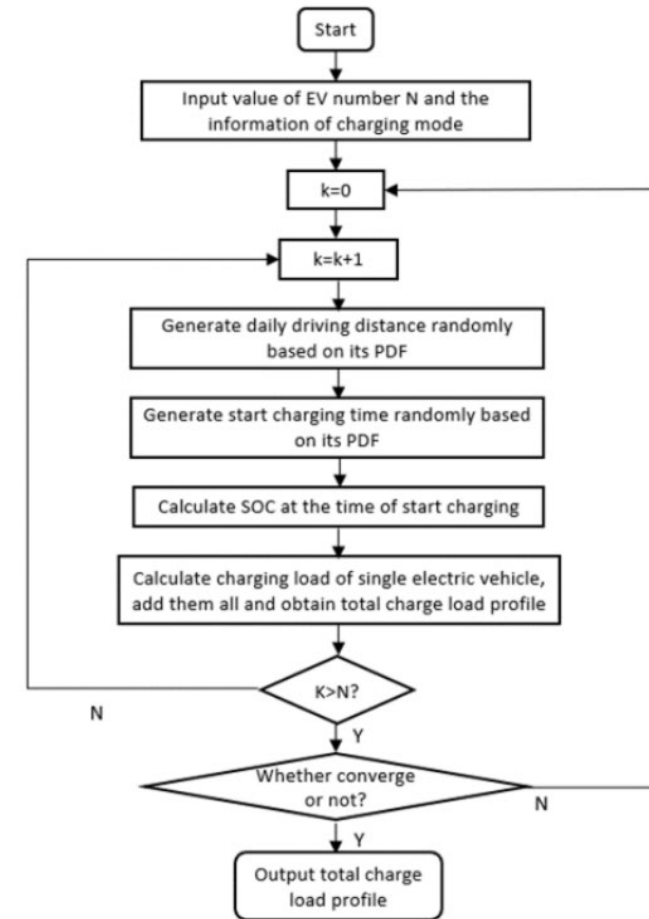 Start
Input value of EV number N and the
information of charging mode
k=0
k=k+1
Generate daily driving distance randomly
based on its PDF
Generate start charging time randomly based
on its PDF
Calculate SOC at the time of start charging
Calculate charging load of single electric vehicle,
add them all and obtain total charge load profile
K>N?
N
Y
Whether converge
or not?
N
Y
Output total charge
load profile